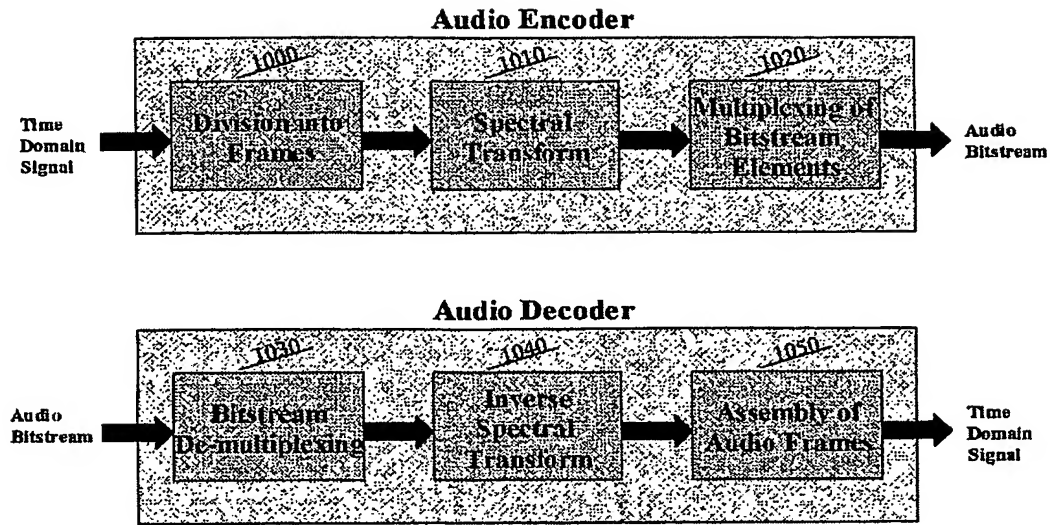 Audio Encoder
1000
1010
1020
Time
Domain
Signal
Division into
Frames
Spectral
Transform
Multiplexing of
Bitstream
Elements
Audio
Bitstream
Audio Decoder
1030
1040
1050
Audio
Bitstream
Bitstream
De-multiplexing
Inverse
Spectral
Transform
Assembly of
Audio Frames
Time
Domain
Signal